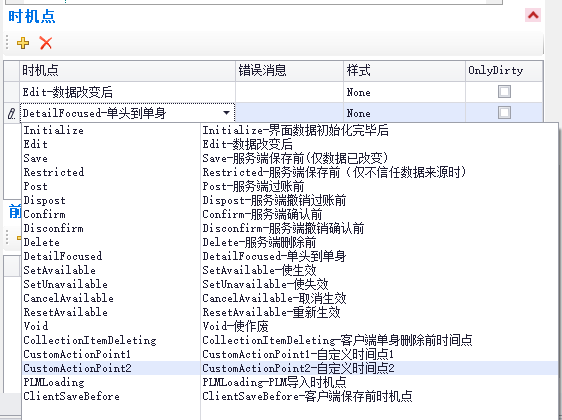 时机点
时机点 错误消息 样式 OnlyDirty
Edit-数据改变后 None
DetailFocused-单头到单身 None
Initialize Initialize-界面数据初始化完毕后
Edit Edit-数据改变后
Save Save-服务端保存前(仅数据已改变)
Restricted Restricted-服务端保存前（仅不信任数据来源时)
Post Post-服务端过账前
Dispost Dispost-服务端撤销过账前
Confirm Confirm-服务端确认前
Disconfirm Disconfirm-服务端撤销确认前
Delete Delete-服务端删除前
DetailFocused DetailFocused-单头到单身
SetAvailable SetAvailable-使生效
SetUnavailable SetUnavailable-使失效
CancelAvailable CancelAvailable-取消生效
ResetAvailable ResetAvailable-重新生效
Void Void-使作废
CollectionItemDeleting CollectionItemDeleting-客户端单身删除前时间点
CustomActionPoint1 CustomActionPoint1-自定义时间点1
CustomActionPoint2 CustomActionPoint2-自定义时间点2
PLMLoading PLMLoading-PLM导入时机点
ClientSaveBefore ClientSaveBefore-客户端保存前时机点
前